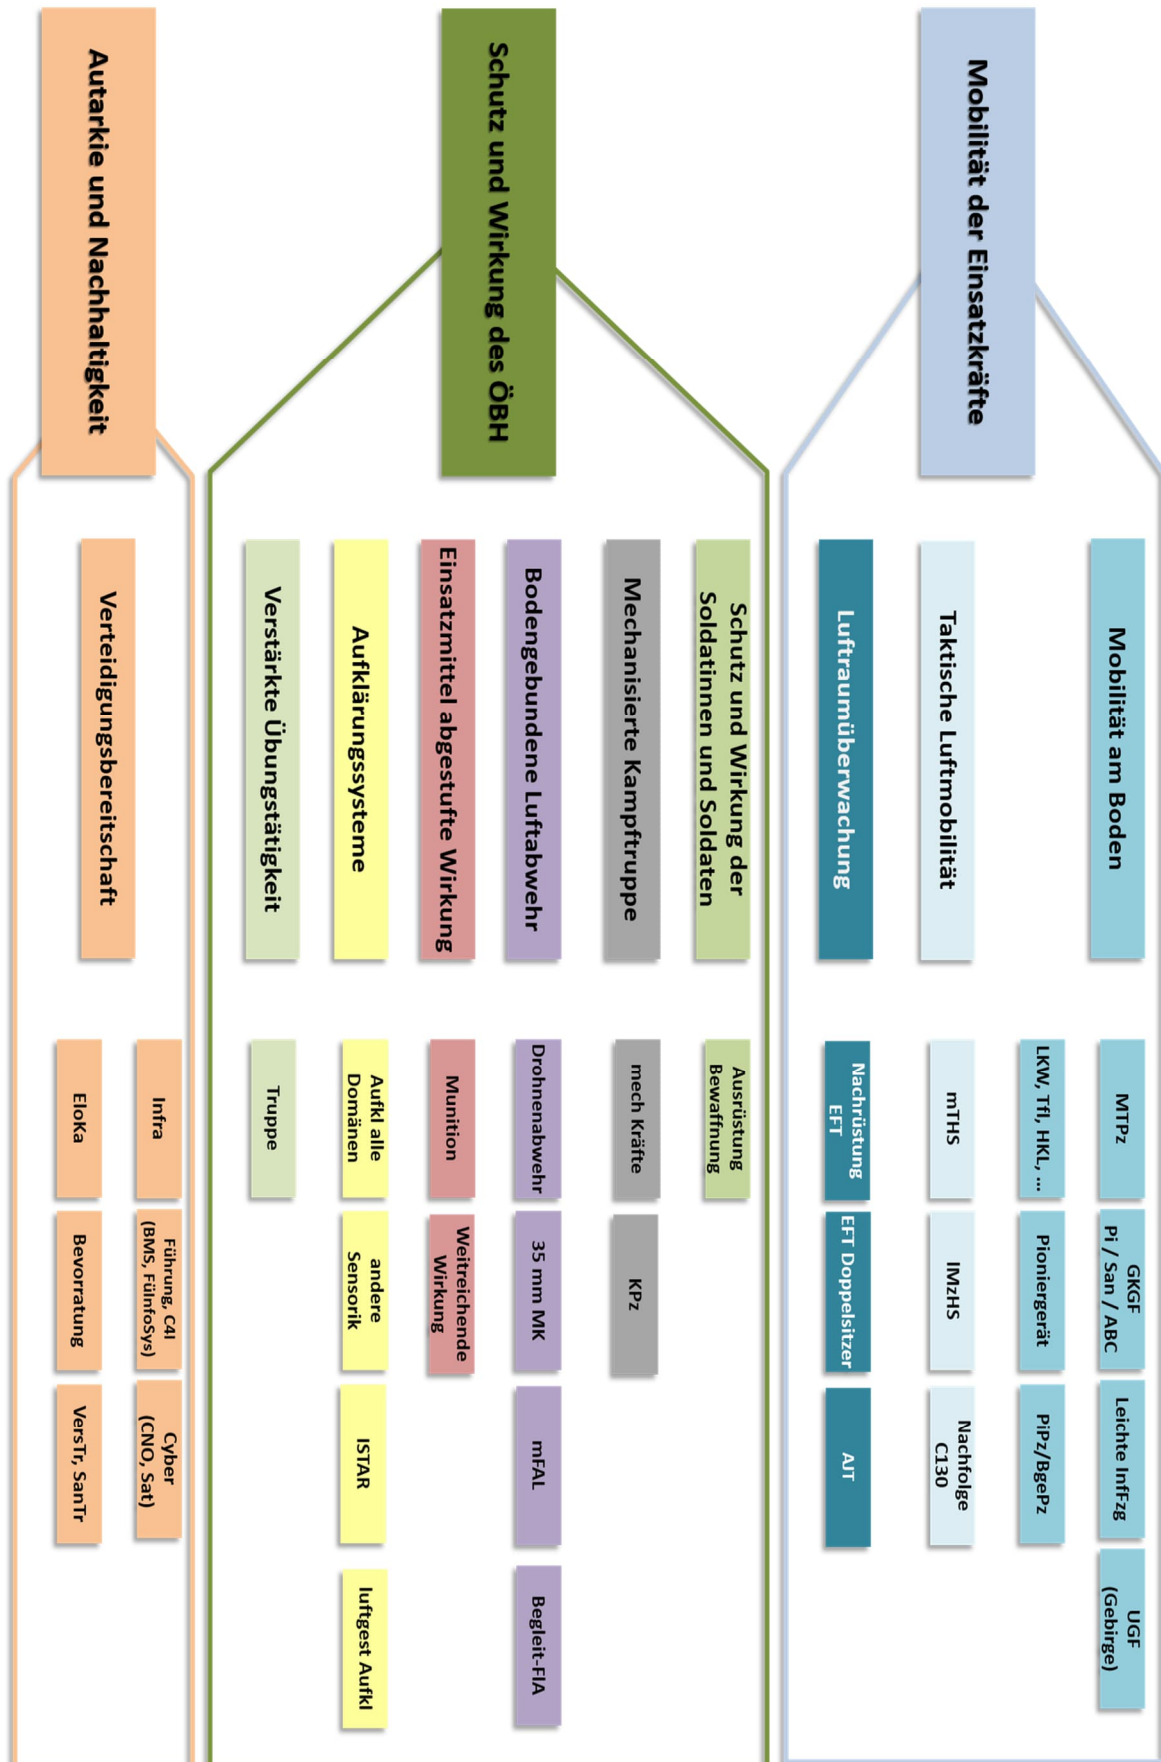 Mobilität der Einsatzkräfte
Mobilität am Boden
MTPz
GKGF
Pi / San / ABC
Leichte InfFzg
UGF
(Gebirge)
LKW, Tfl, HKL, ...
Pioniergerät
PiPz/BgePz
Taktische Luftmobilität
mTHS
lMzHS
Nachfolge
C130
Luftraumüberwachung
Nachrüstung
EFT
EFT Doppelsitzer
AJT
Schutz und Wirkung des ÖBH
Schutz und Wirkung der
Soldatinnen und Soldaten
Ausrüstung
Bewaffnung
Mechanisierte Kampftruppe
mech Kräfte
KPz
Bodengebundene Luftabwehr
Drohnenabwehr
35 mm MK
mFAL
Begleit-FlA
Einsatzmittel abgestufte Wirkung
Munition
Weitreichende
Wirkung
Aufklärungssysteme
Aufkl alle
Domänen
andere
Sensorik
ISTAR
luftgest Aufkl
Verstärkte Übungstätigkeit
Truppe
Autarkie und Nachhaltigkeit
Verteidigungsbereitschaft
Infra
Führung, C4I
(BMS, FüInfoSys)
Cyber
(CNO, Sat)
EloKa
Bevorratung
VersTr, SanTr